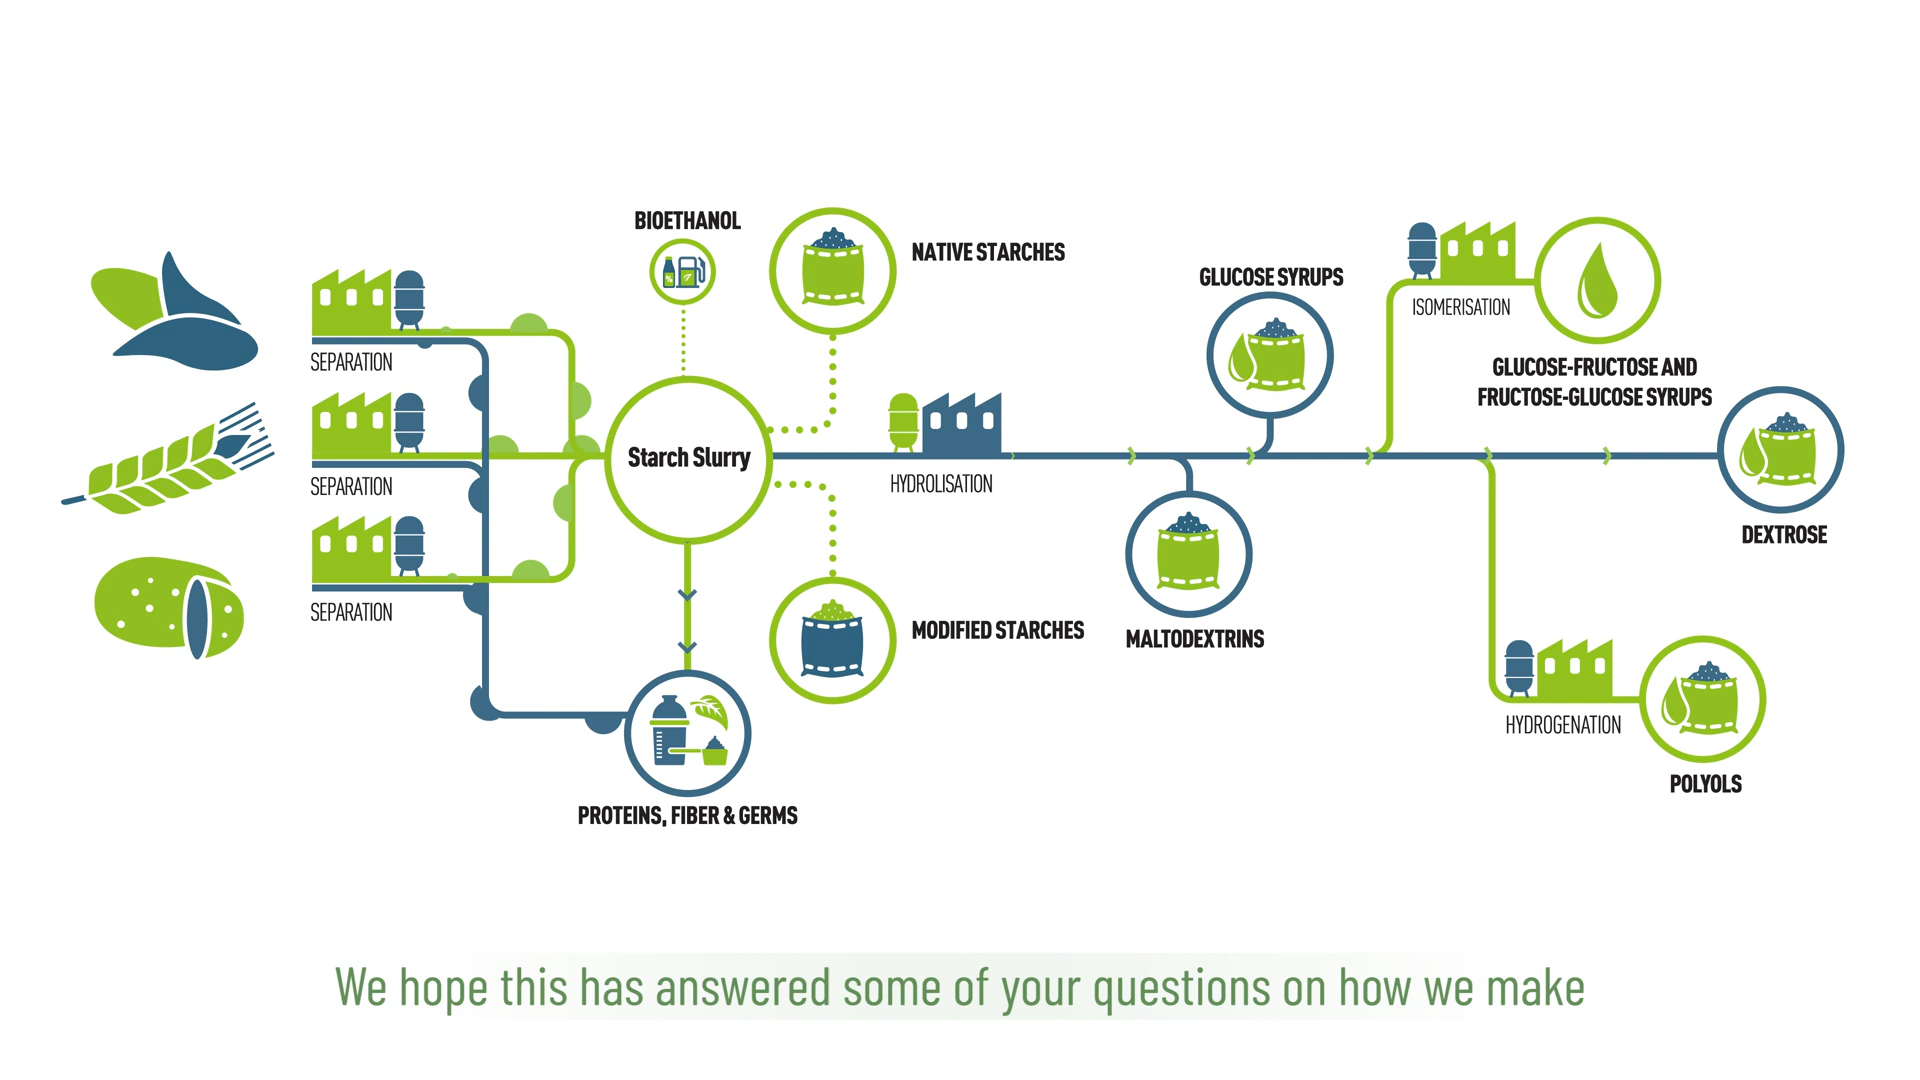 BIOETHANOL
NATIVE STARCHES
GLUCOSE SYRUPS
ISOMERISATION
GLUCOSE-FRUCTOSE AND
FRUCTOSE-GLUCOSE SYRUPS
SEPARATION
SEPARATION
SEPARATION
Starch Slurry
HYDROLISATION
DEXTROSE
MODIFIED STARCHES
MALTODEXTRINS
HYDROGENATION
POLYOLS
PROTEINS, FIBER & GERMS
We hope this has answered some of your questions on how we make